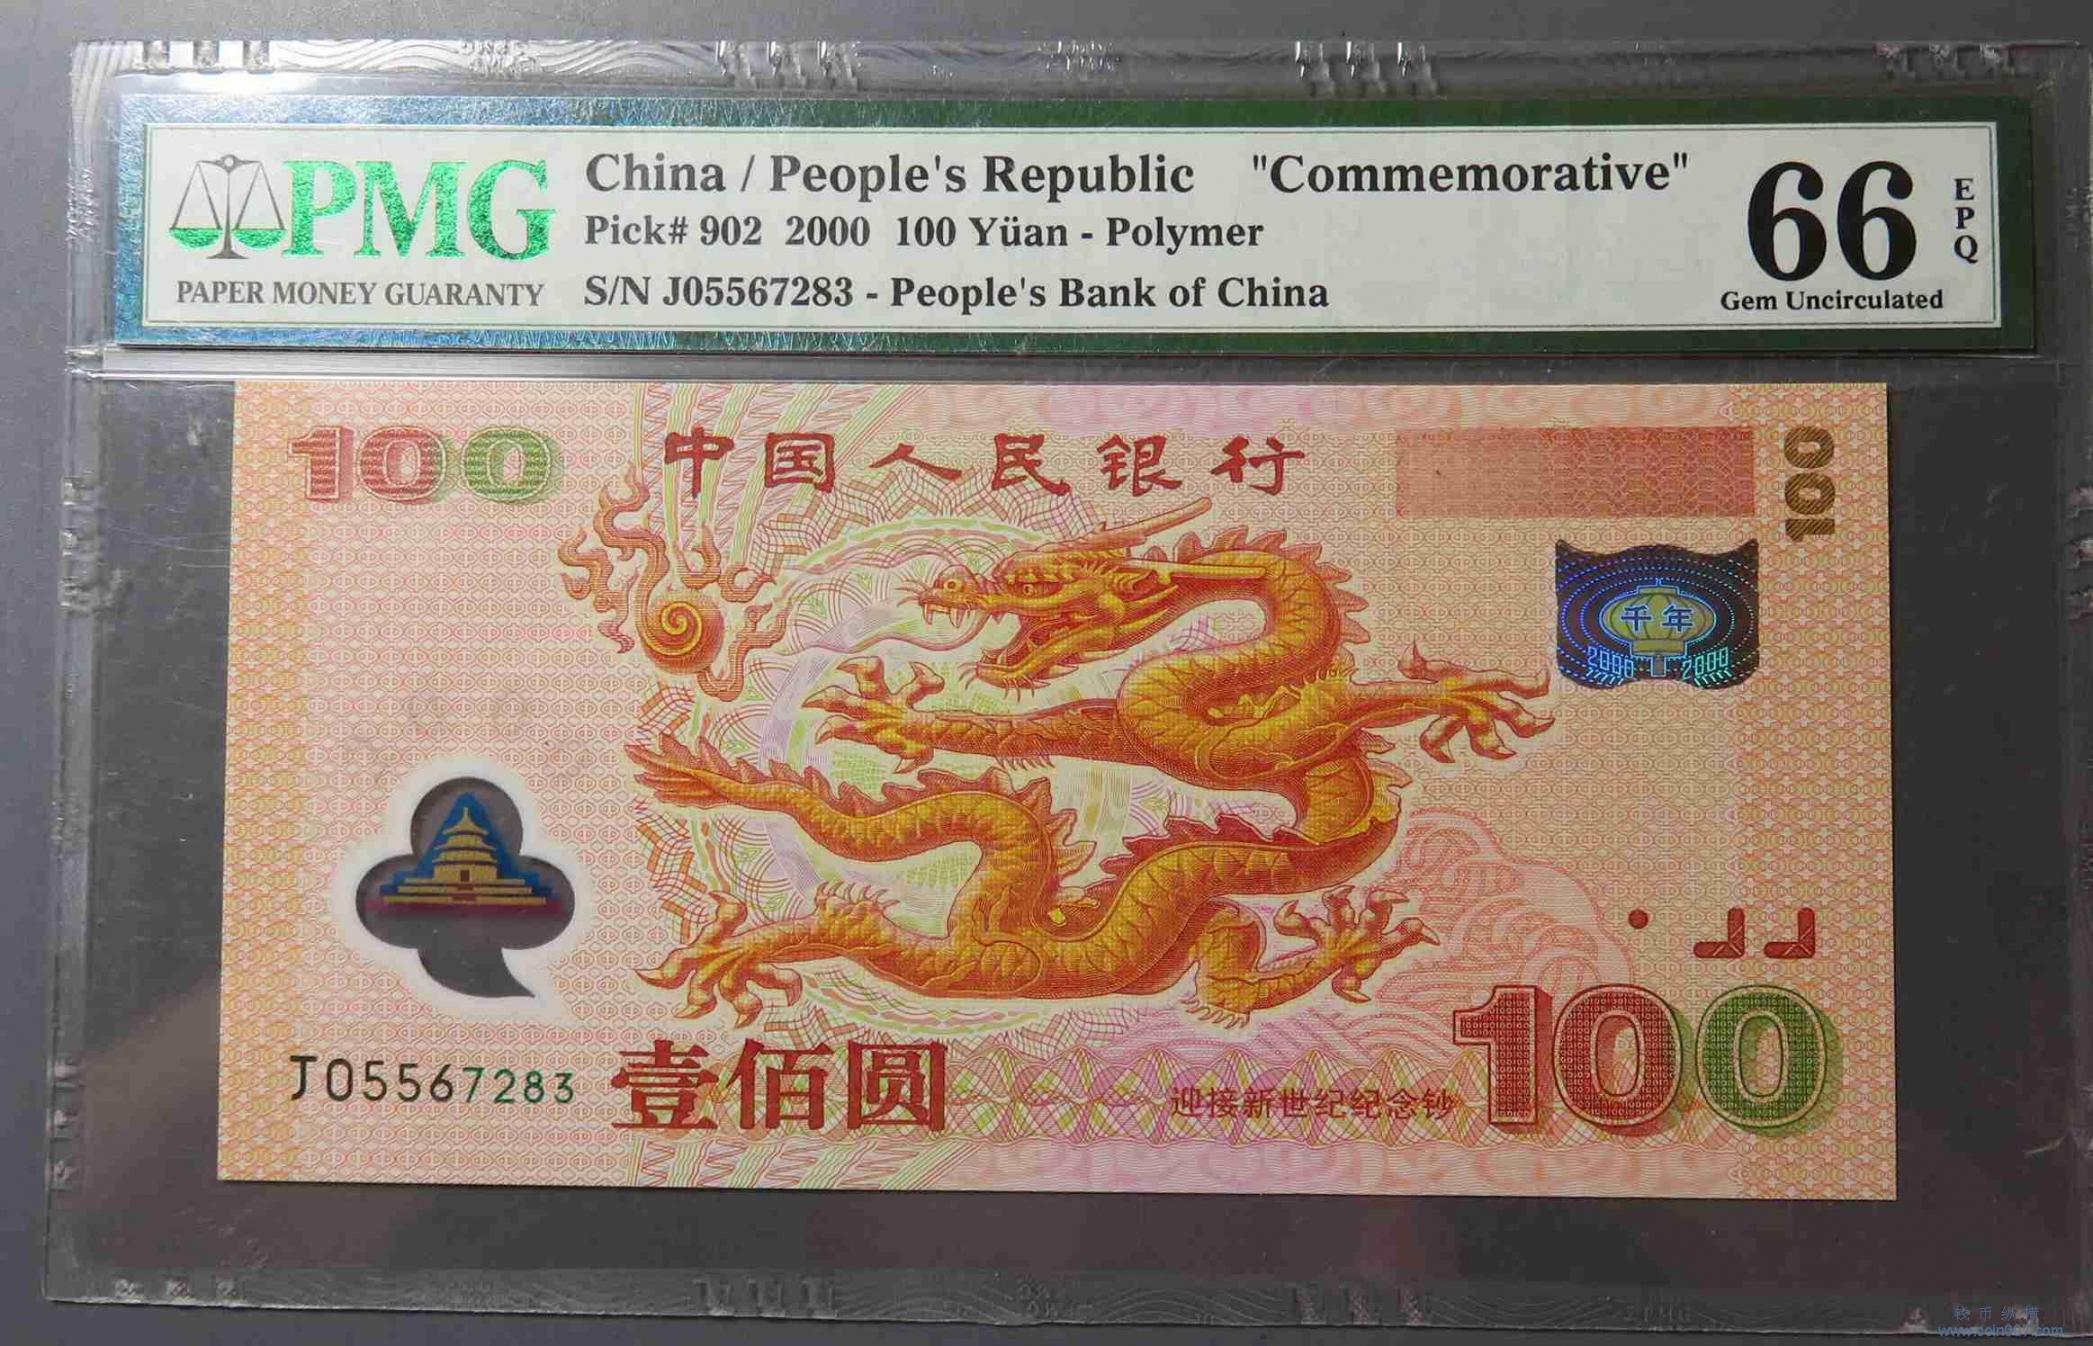 PMG
PAPER MONEY GUARANTY
China / People's Republic "Commemorative"
Pick# 902 2000 100 Yüan - Polymer
S/N J05567283 - People's Bank of China
66
EPQ
Gem Uncirculated
100
中国人民银行
100
千年
2000 2000
J05567283
壹佰圆
迎接新世纪纪念钞
100